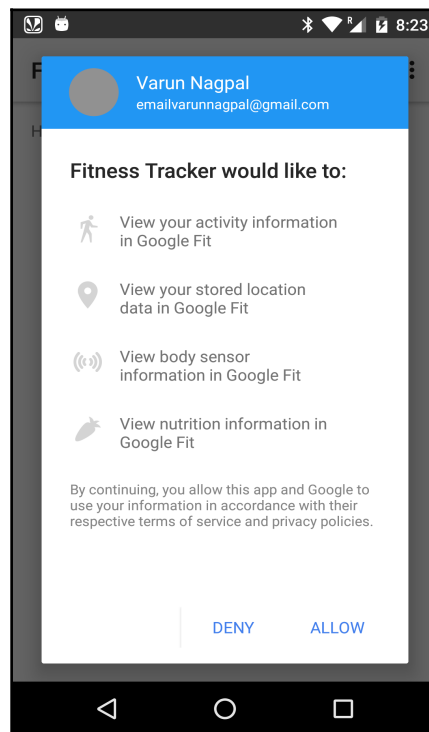 R
8:23
F
Varun Nagpal
emailvarunnagpal@gmail.com
H
Fitness Tracker would like to:
View your activity information
in Google Fit
View your stored location
data in Google Fit
View body sensor
information in Google Fit
View nutrition information in
Google Fit
By continuing, you allow this app and Google to
use your information in accordance with their
respective terms of service and privacy policies.
DENY ALLOW